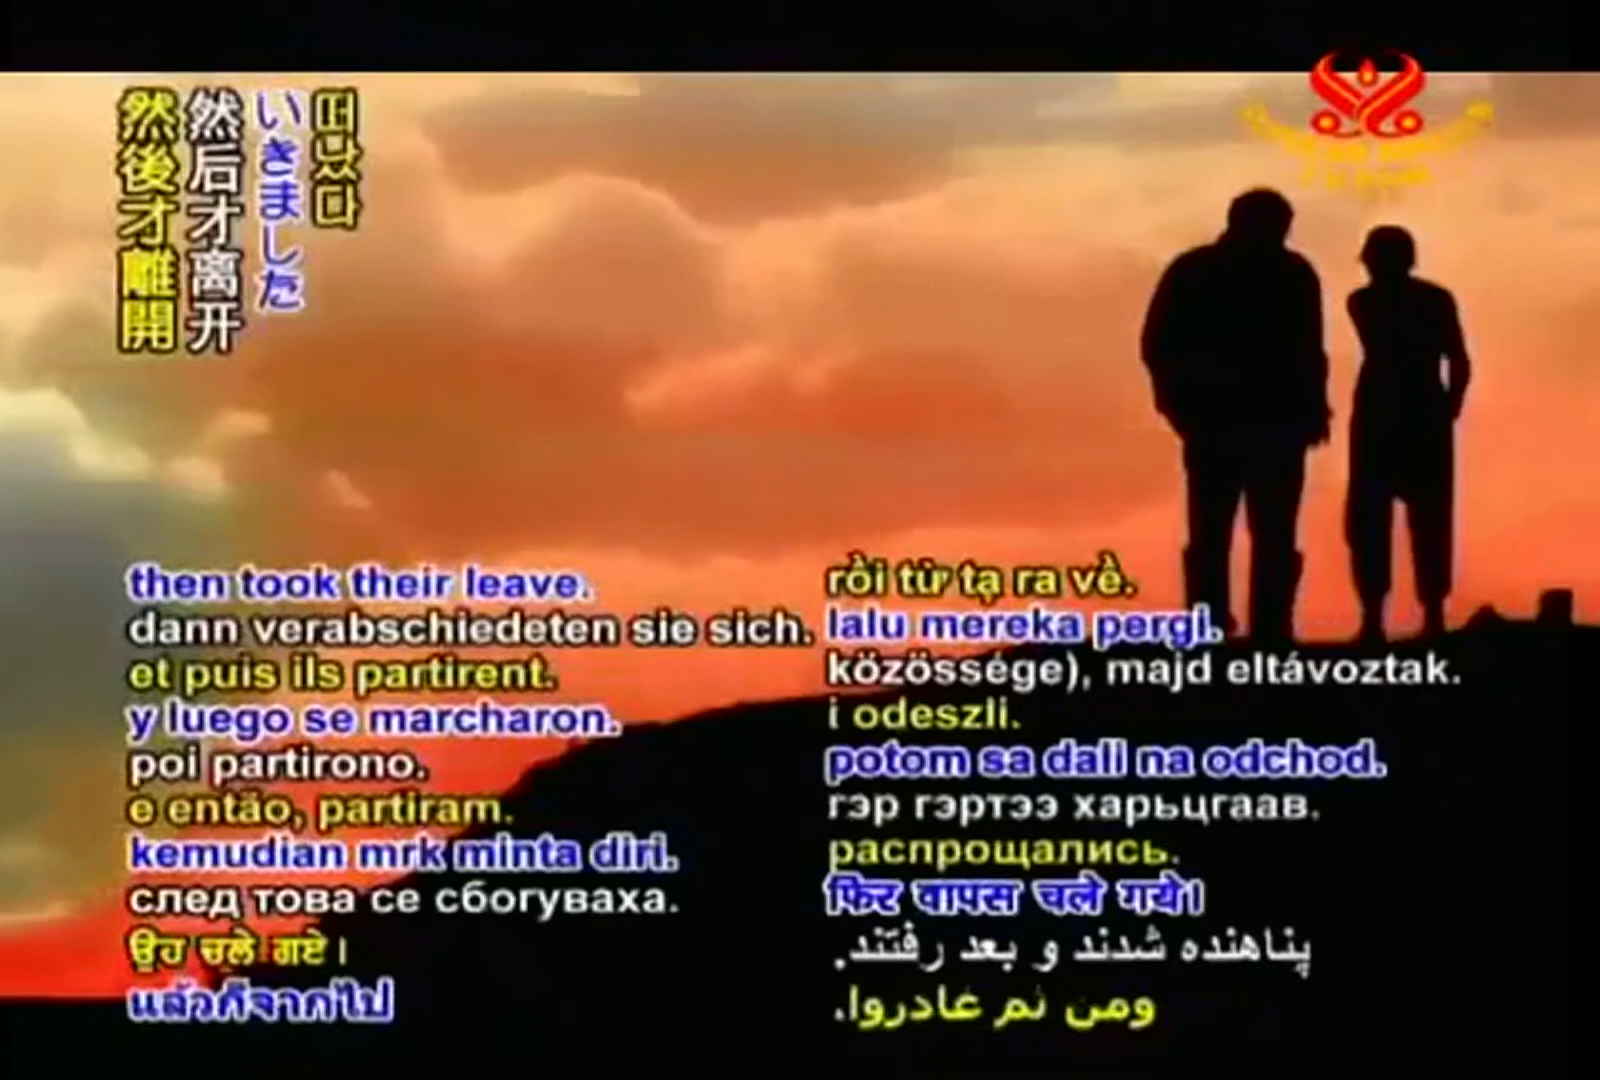 然後才離開
然后才离开
いきました
떠났다
then took their leave.
dann verabschiedeten sie sich.
et puis ils partirent.
y luego se marcharon.
poi partirono.
e então, partiram.
kemudian mrk minta diri.
след това се сбогуваха.
ਉਹ ਚਲੇ ਗਏ।
แล้วก็จากไป
rồi từ tạ ra về.
lalu mereka pergi.
közössége), majd eltávoztak.
i odeszli.
potom sa dali na odchod.
гэр гэртээ харьцгаав.
распрощались.
फिर वापस चले गये।
پناهنده شدند و بعد رفتند.
ومن ثم غادروا.